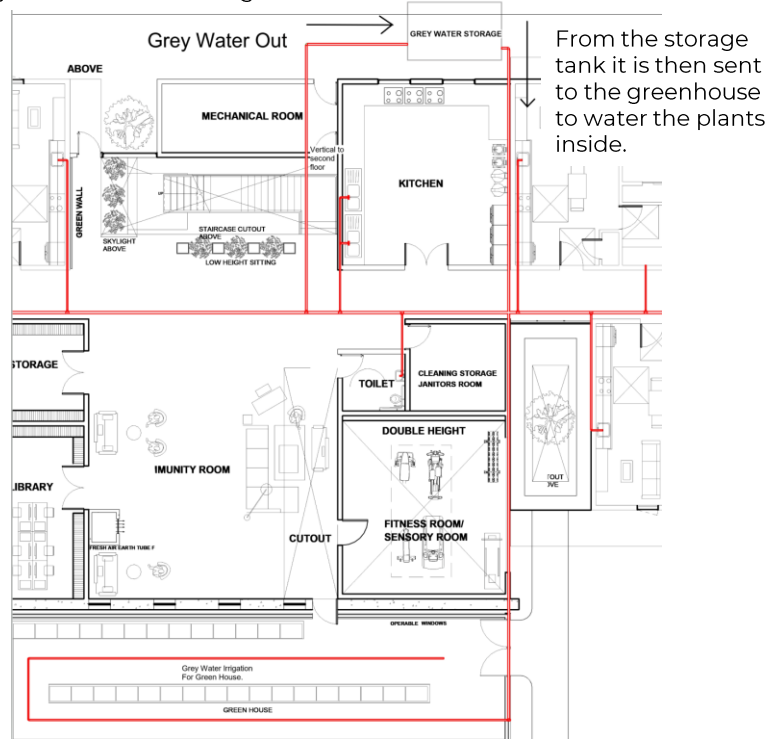 Grey Water Out
GREY WATER STORAGE
From the storage
tank it is then sent
to the greenhouse
to water the plants
inside.
ABOVE
MECHANICAL ROOM
Vertical to
second
floor
KITCHEN
GREEN WALL
UP
SKYLIGHT
ABOVE
STAIRCASE CUTOUT
ABOVE
LOW HEIGHT SITTING
STORAGE
TOILET
CLEANING STORAGE
JANITORS ROOM
DOUBLE HEIGHT
IMUNITY ROOM
LIBRARY
CUTOUT
FITNESS ROOM/
SENSORY ROOM
TOUT
OVE
FRESH AIR EARTH TUBE F
OPERABLE WINDOWS
Grey Water Irrigation
For Green House.
GREEN HOUSE